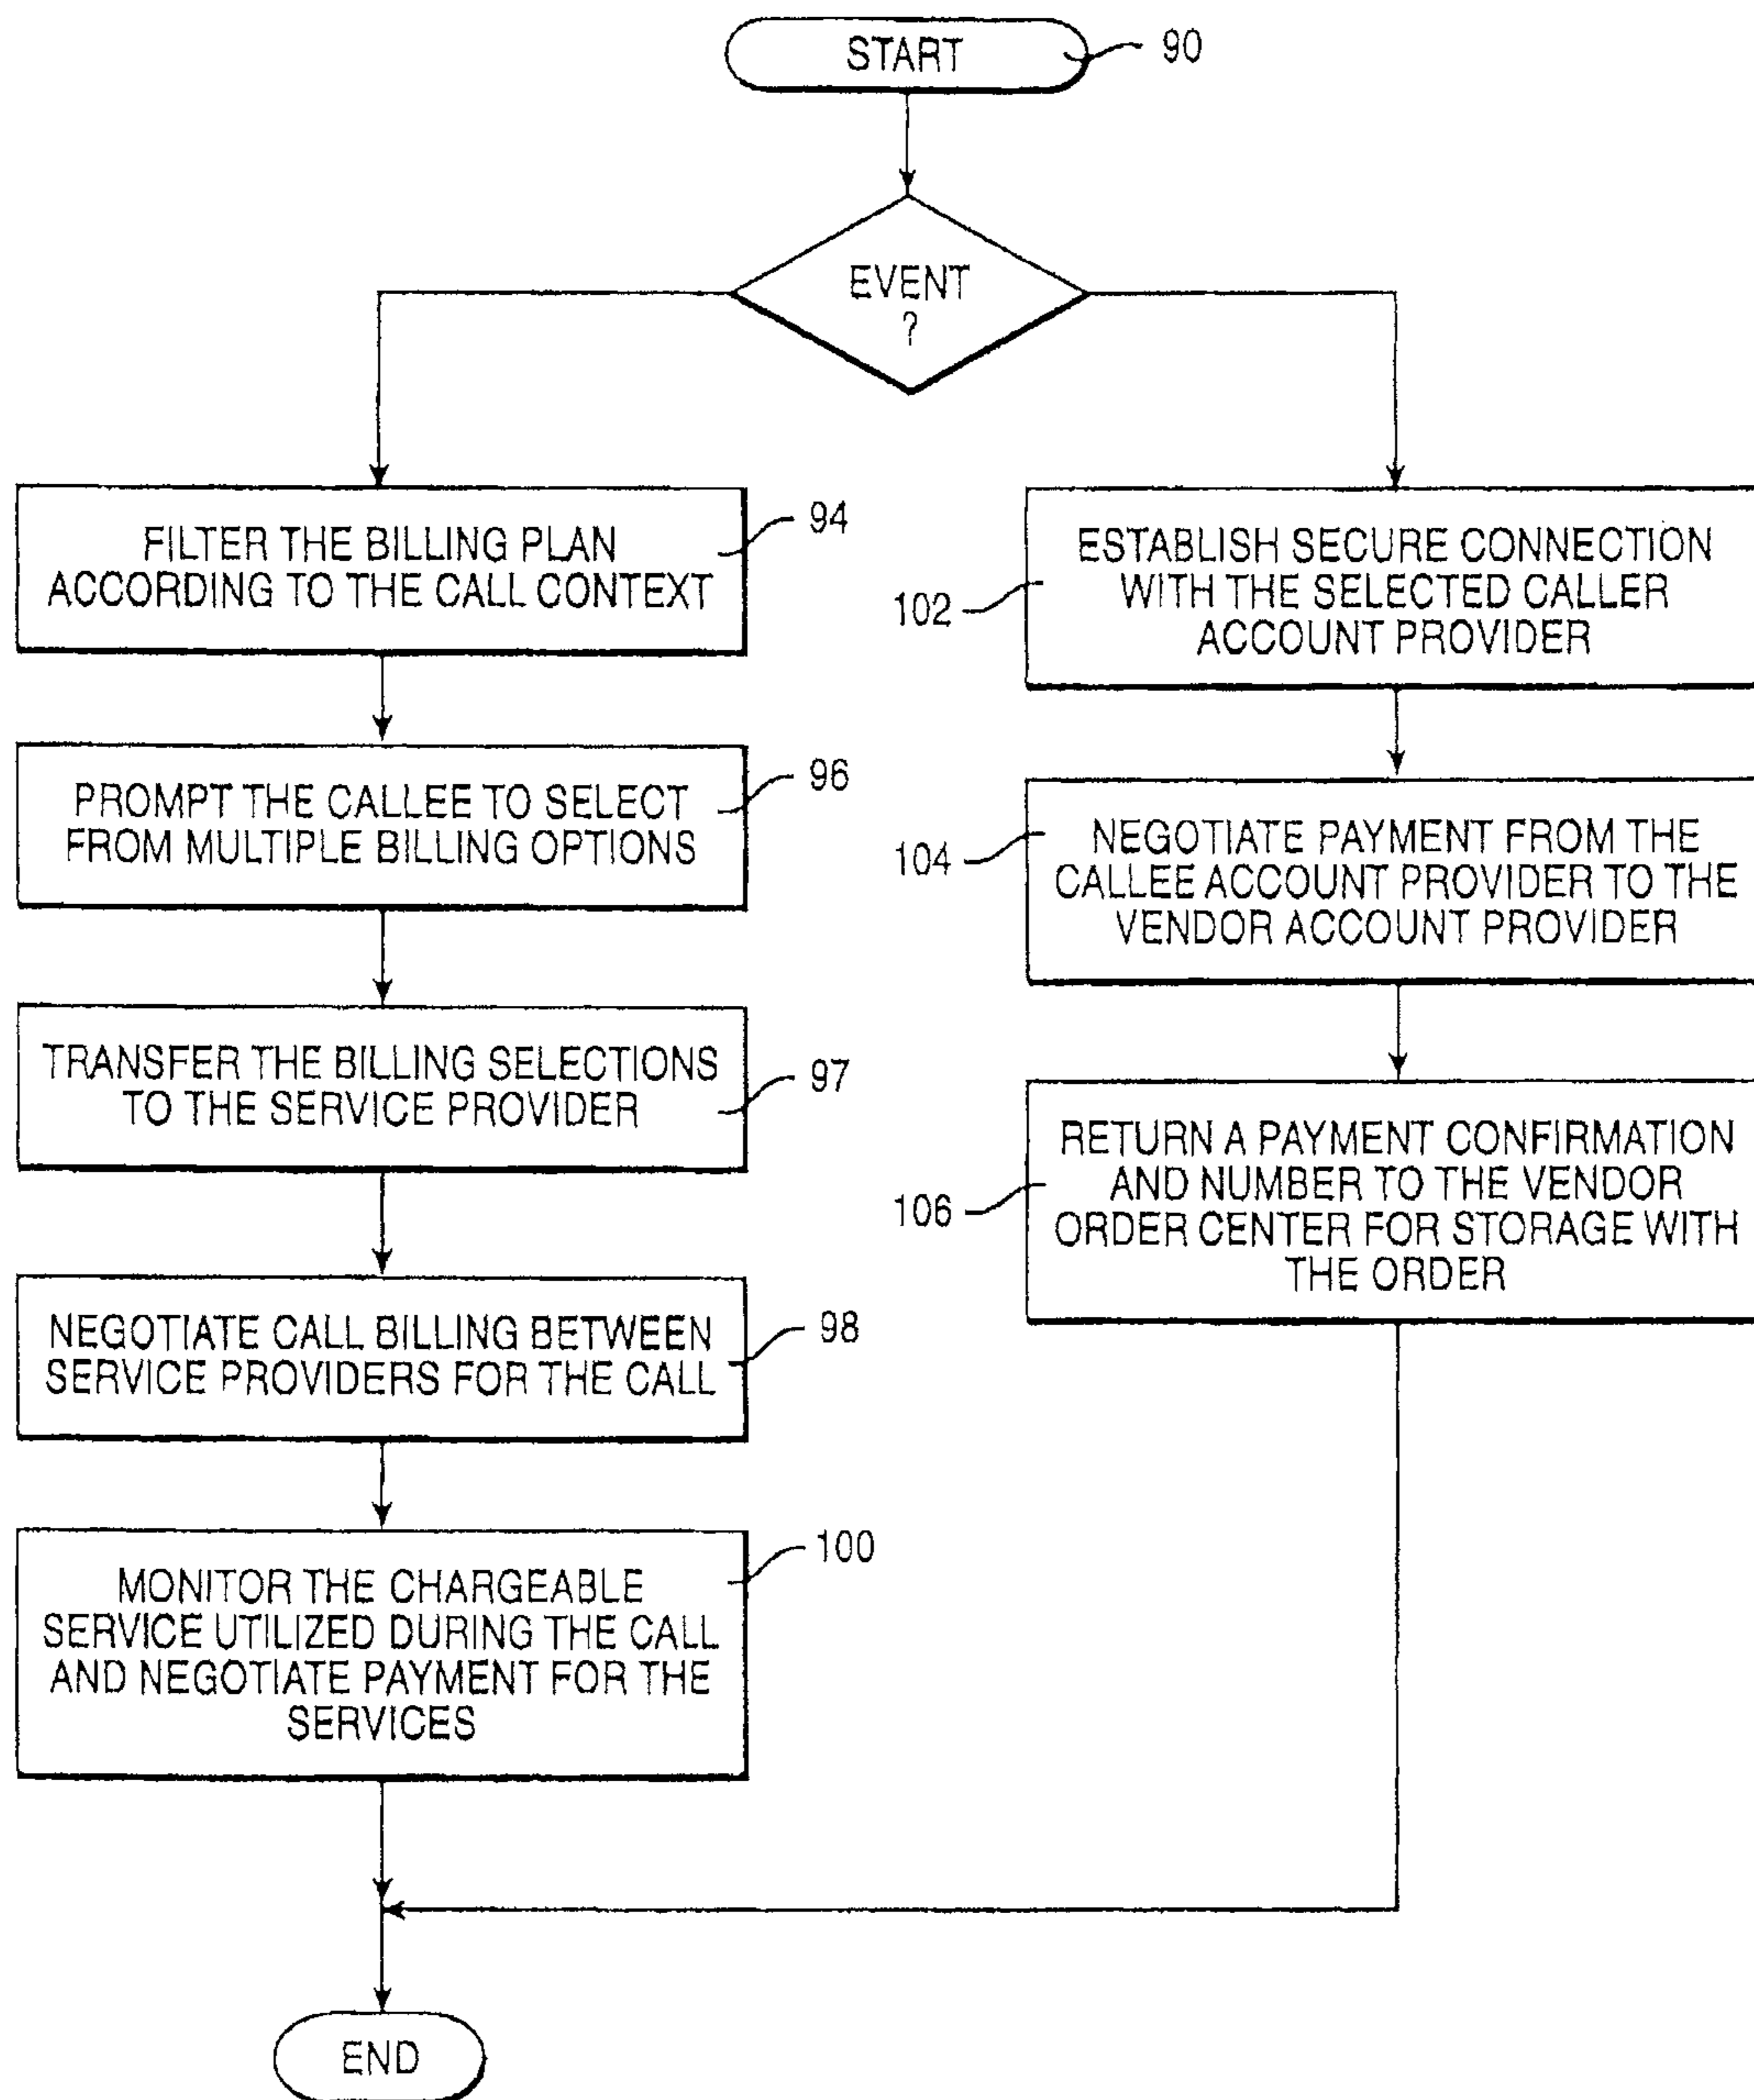 START
90
EVENT
?
FILTER THE BILLING PLAN
ACCORDING TO THE CALL CONTEXT
94
PROMPT THE CALLEE TO SELECT
FROM MULTIPLE BILLING OPTIONS
96
TRANSFER THE BILLING SELECTIONS
TO THE SERVICE PROVIDER
97
NEGOTIATE CALL BILLING BETWEEN
SERVICE PROVIDERS FOR THE CALL
98
MONITOR THE CHARGEABLE
SERVICE UTILIZED DURING THE CALL
AND NEGOTIATE PAYMENT FOR THE
SERVICES
100
ESTABLISH SECURE CONNECTION
WITH THE SELECTED CALLER
ACCOUNT PROVIDER
102
NEGOTIATE PAYMENT FROM THE
CALLEE ACCOUNT PROVIDER TO THE
VENDOR ACCOUNT PROVIDER
104
RETURN A PAYMENT CONFIRMATION
AND NUMBER TO THE VENDOR
ORDER CENTER FOR STORAGE WITH
THE ORDER
106
END